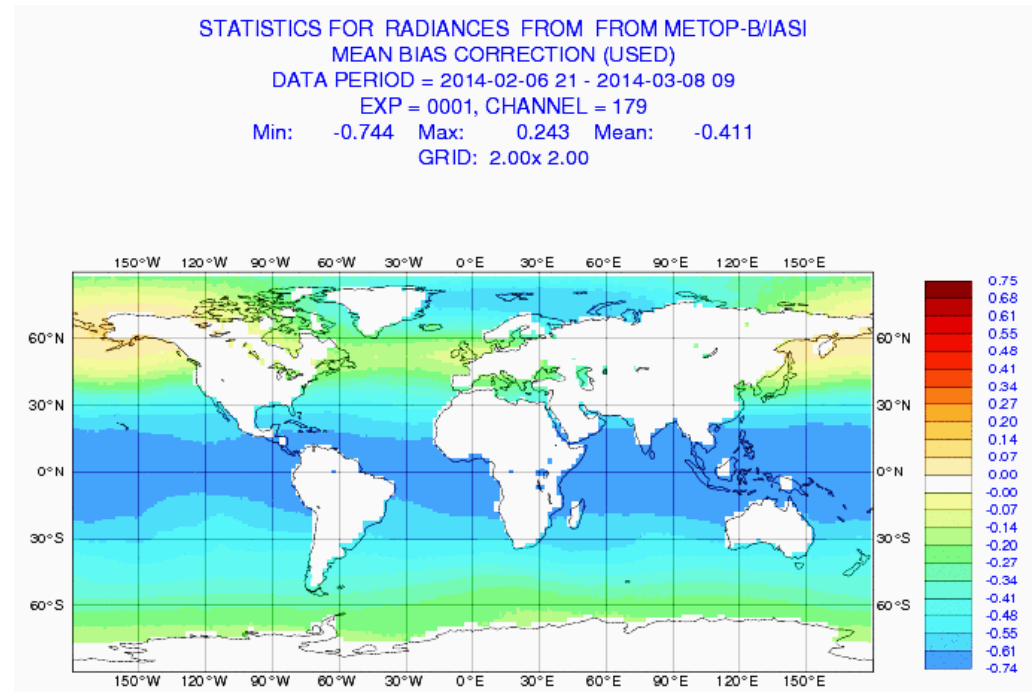 STATISTICS FOR RADIANCES FROM FROM METOP-B/IASI
MEAN BIAS CORRECTION (USED)
DATA PERIOD = 2014-02-06 21 - 2014-03-08 09
EXP = 0001, CHANNEL = 179
Min: -0.744 Max: 0.243 Mean: -0.411
GRID: 2.00x 2.00
150°W 120°W 90°W 60°W 30°W 0°E 30°E 60°E 90°E 120°E 150°E
60°N 60°N
30°N 30°N
0°N 0°N
30°S 30°S
60°S 60°S
150°W 120°W 90°W 60°W 30°W 0°E 30°E 60°E 90°E 120°E 150°E
0.75
0.68
0.61
0.55
0.48
0.41
0.34
0.27
0.20
0.14
0.07
0.00
-0.00
-0.07
-0.14
-0.20
-0.27
-0.34
-0.41
-0.48
-0.55
-0.61
-0.74